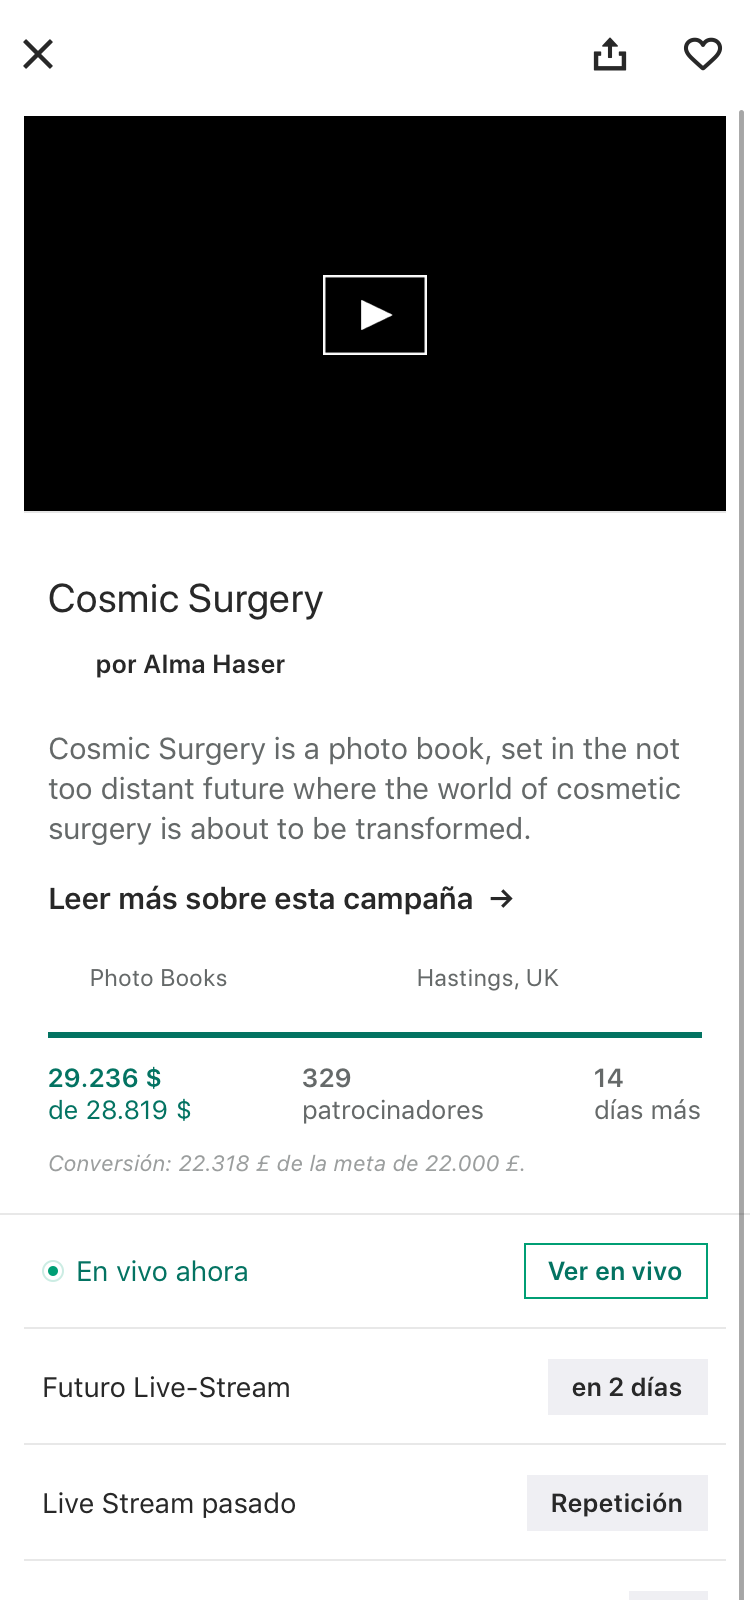 Cosmic Surgery
por Alma Haser
Cosmic Surgery is a photo book, set in the not
too distant future where the world of cosmetic
surgery is about to be transformed.
Leer más sobre esta campaña →
Photo Books
Hastings, UK
29.236 $
de 28.819 $
329
patrocinadores
14
días más
Conversión: 22.318 £ de la meta de 22.000 £.
En vivo ahora
Ver en vivo
Futuro Live-Stream
en 2 días
Live Stream pasado
Repetición